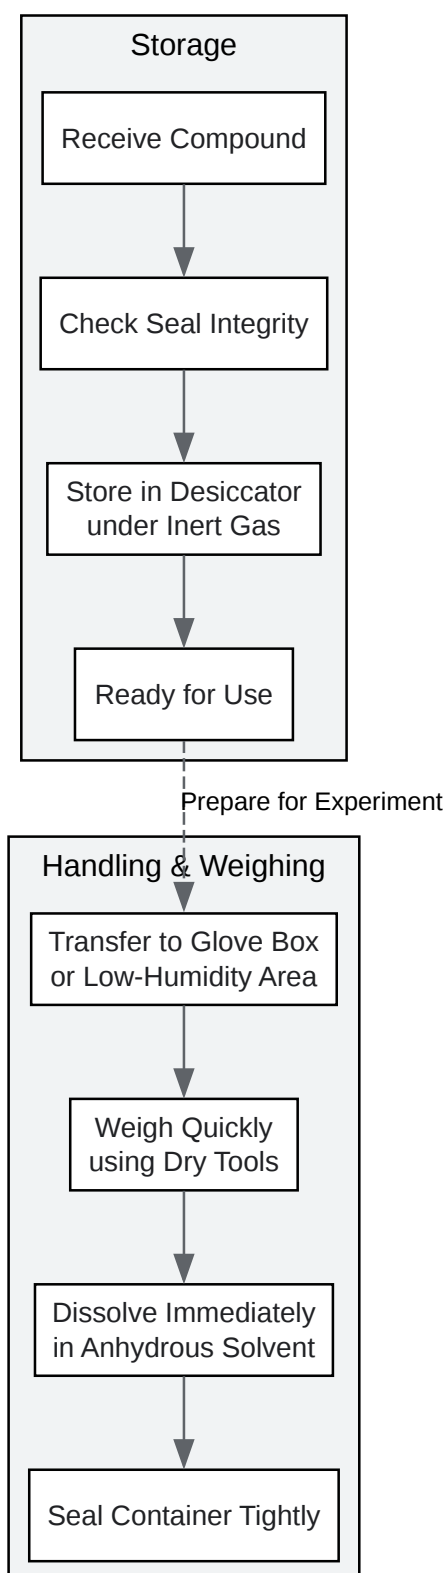 Storage
Receive Compound
Check Seal Integrity
Store in Desiccator
under Inert Gas
Ready for Use
Prepare for Experiment
Handling & Weighing
Transfer to Glove Box
or Low-Humidity Area
Weigh Quickly
using Dry Tools
Dissolve Immediately
in Anhydrous Solvent
Seal Container Tightly